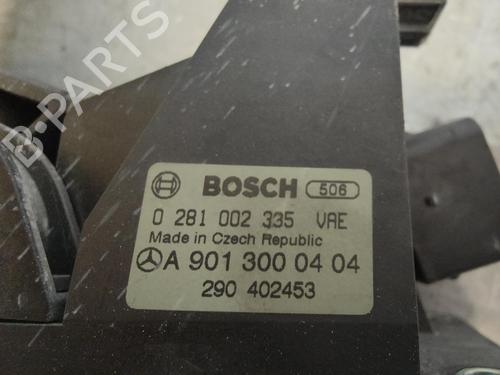 B-PARTS
BOSCH 506
0 281 002 335 VAE
Made in Czech Republic
A 901 300 04 04
290 402453